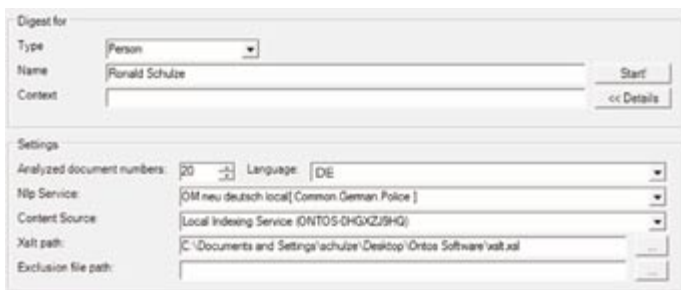 Digest for
Type Person
Name Ronald Schulze Start!
Context << Details
Settings
Analyzed document numbers: 20 Language: DE
Nlp Service: OM neu deutsch local[ Common.German.Police ]
Content Source Local Indexing Service (ONTOS-0HGXZJ9HQ)
Xslt path: C:\Documents and Settings\schulze\Desktop\Ontos Software\xslt.xsl ...
Exclusion file path: ...